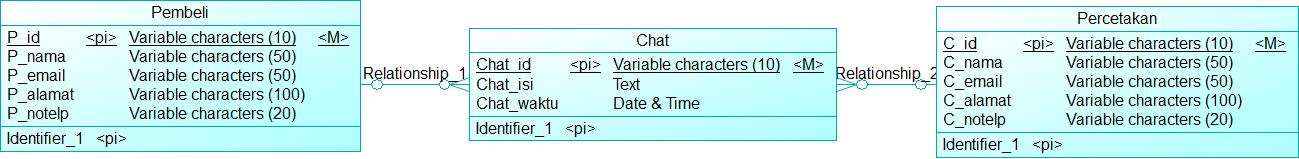 Pembeli
P_id <pi> Variable characters (10) <M>
P_nama Variable characters (50)
P_email Variable characters (50)
P_alamat Variable characters (100)
P_notelp Variable characters (20)
Identifier_1 <pi>
Relationship_1
Chat
Chat_id <pi> Variable characters (10) <M>
Chat_isi Text
Chat_waktu Date & Time
Identifier_1 <pi>
Relationship_2
Percetakan
C_id <pi> Variable characters (10) <M>
C_nama Variable characters (50)
C_email Variable characters (50)
C_alamat Variable characters (100)
C_notelp Variable characters (20)
Identifier_1 <pi>